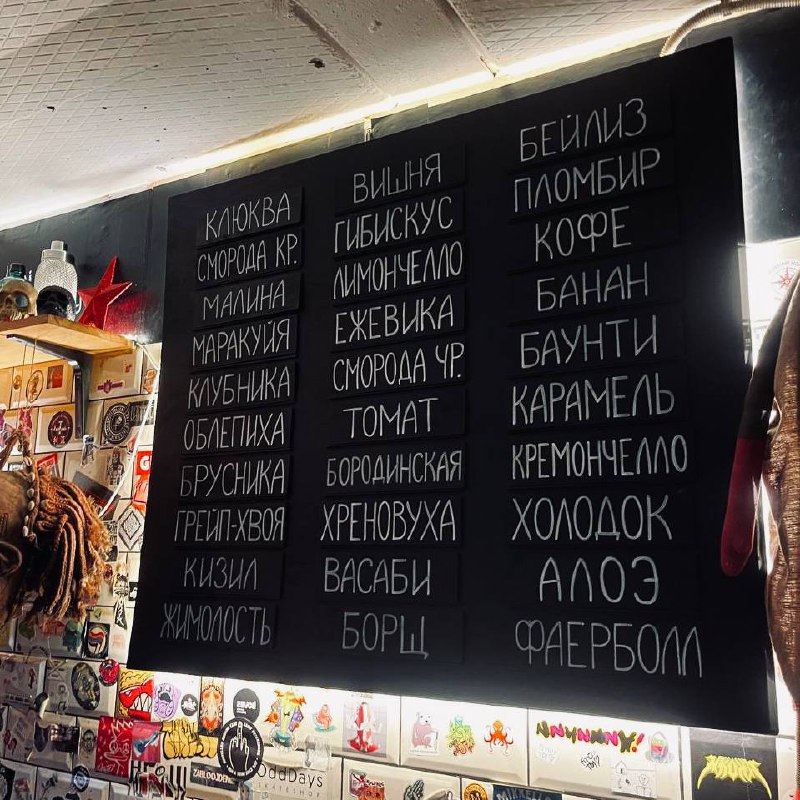 КЛЮКВА
СМОРОДА КР.
МАЛИНА
МАРАКУЙЯ
КЛУБНИКА
ОБЛЕПИХА
БРУСНИКА
ГРЕЙП-ХВОЯ
КИЗИЛ
ЖИМОЛОСТЬ
ВИШНЯ
ГИБИСКУС
ЛИМОНЧЕЛЛО
ЕЖЕВИКА
СМОРОДА ЧР.
ТОМАТ
БОРОДИНСКАЯ
ХРЕНОВУХА
ВАСАБИ
БОРЩ
БЕЙЛИЗ
ПЛОМБИР
КОФЕ
БАНАН
БАУНТИ
КАРАМЕЛЬ
КРЕМОНЧЕЛЛО
ХОЛОДОК
АЛОЭ
ФАЕРБОЛЛ
OddDays